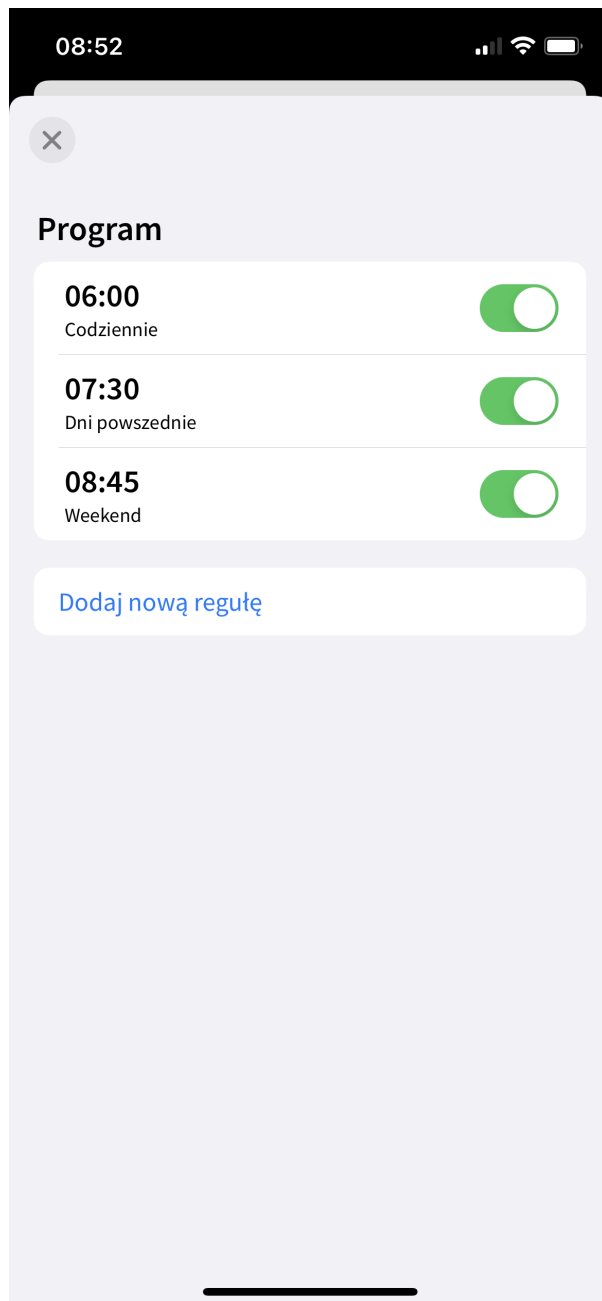 08:52
Program
06:00
Codziennie
07:30
Dni powszednie
08:45
Weekend
Dodaj nową regułę